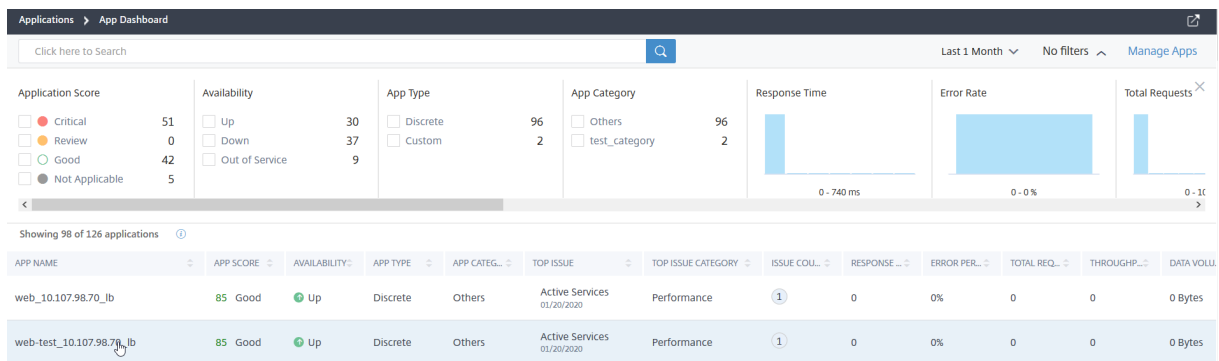 Applications > App Dashboard
Click here to Search
Last 1 Month
No filters
Manage Apps
Application Score
Critical 51
Review 0
Good 42
Not Applicable 5
Availability
Up 30
Down 37
Out of Service 9
App Type
Discrete 96
Custom 2
App Category
Others 96
test_category 2
Response Time
0 - 740 ms
Error Rate
0 - 0 %
Total Requests
0 - 10
Showing 98 of 126 applications
APP NAME APP SCORE AVAILABILITY APP TYPE APP CATEG... TOP ISSUE TOP ISSUE CATEGORY ISSUE COU... RESPONSE ... ERROR PER... TOTAL REQ... THROUGHP... DATA VOLU
web_10.107.98.70_lb 85 Good Up Discrete Others Active Services Performance 1 0 0% 0 0 0 Bytes
01/20/2020
web-test_10.107.98.70_lb 85 Good Up Discrete Others Active Services Performance 1 0 0% 0 0 0 Bytes
01/20/2020